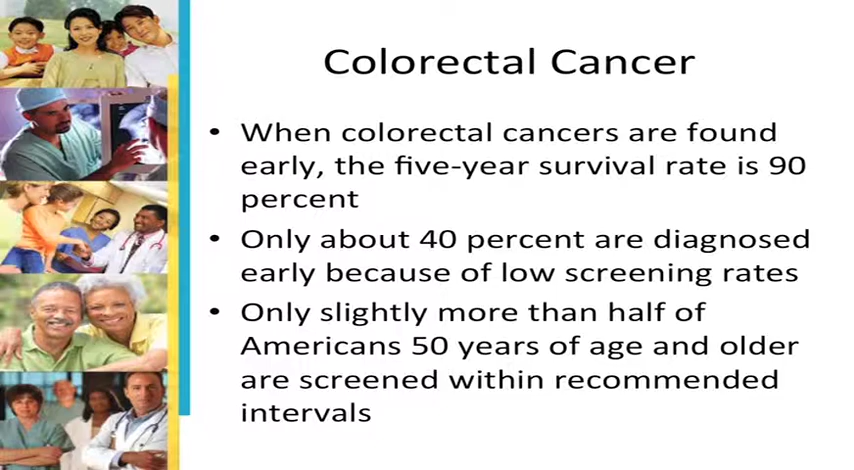 Colorectal Cancer
• When colorectal cancers are found
early, the five-year survival rate is 90
percent
• Only about 40 percent are diagnosed
early because of low screening rates
• Only slightly more than half of
Americans 50 years of age and older
are screened within recommended
intervals